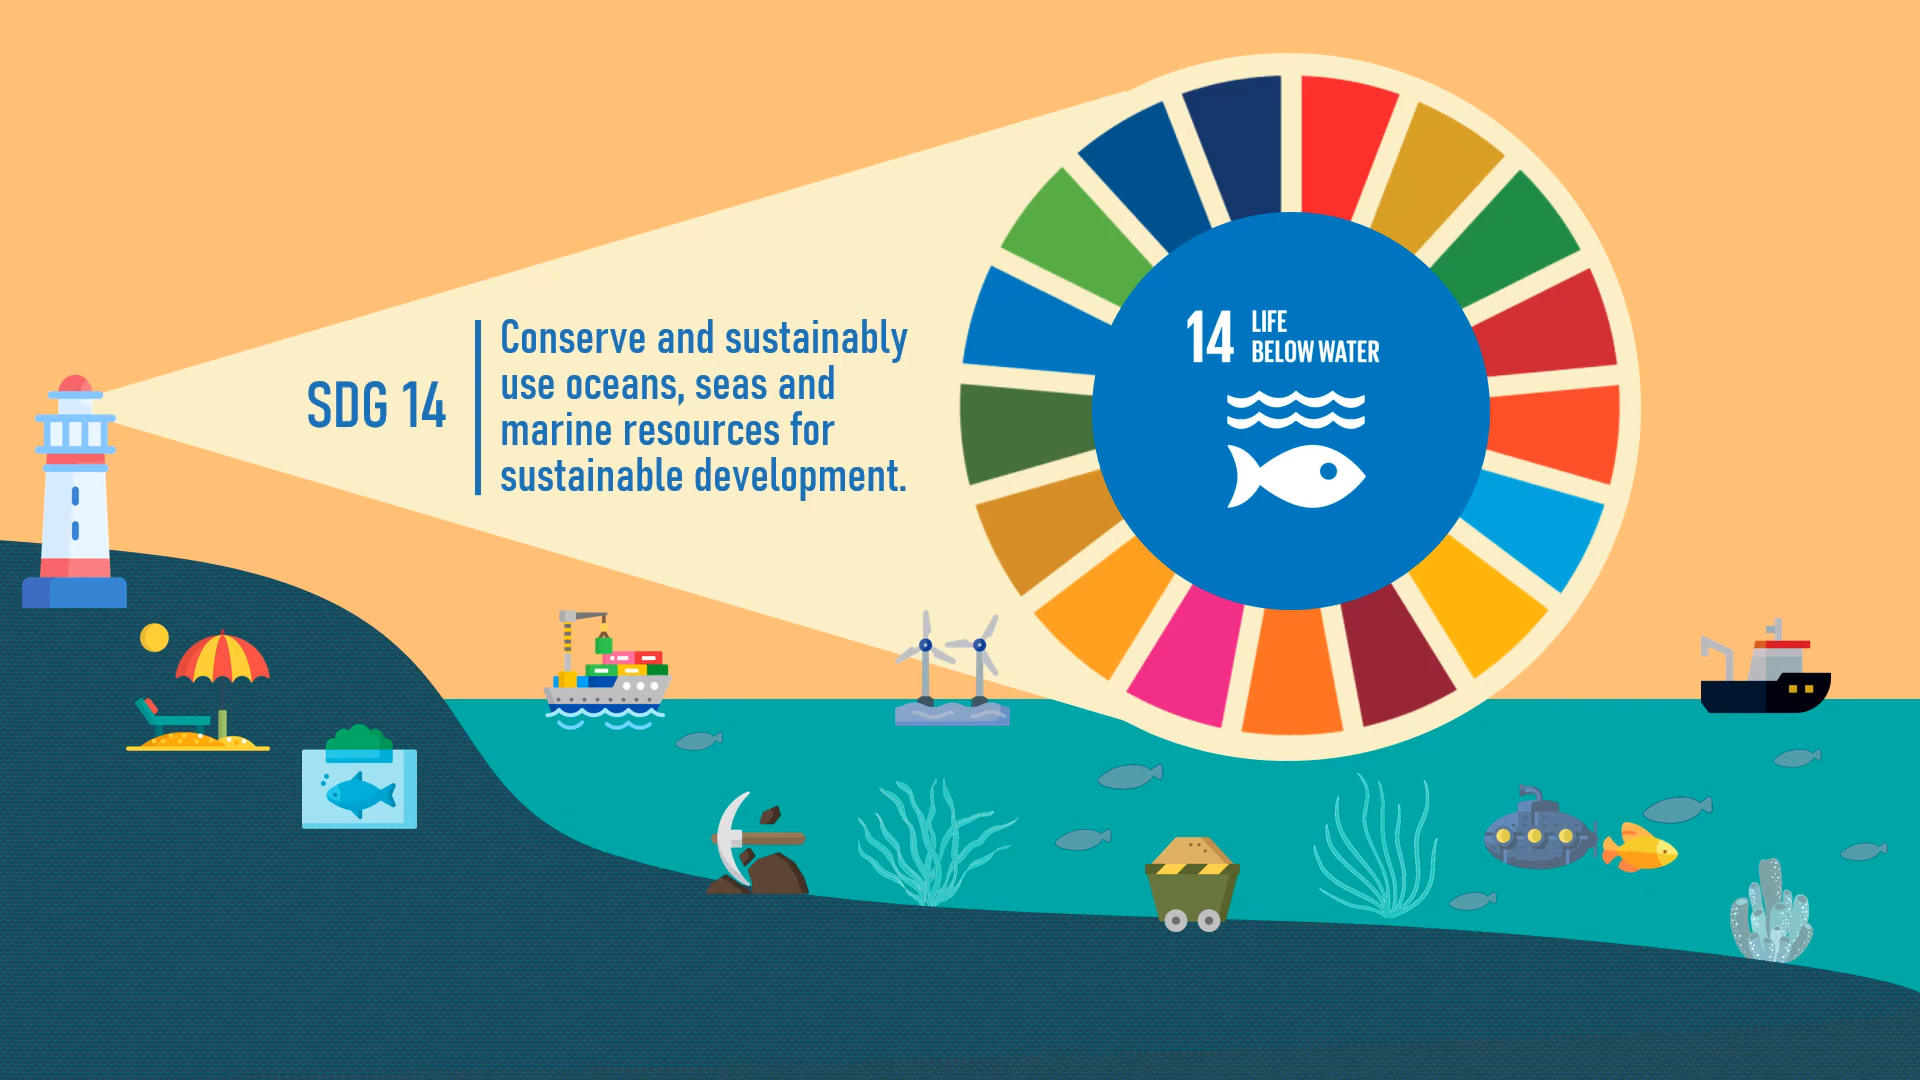 SDG 14
Conserve and sustainably
use oceans, seas and
marine resources for
sustainable development.
14 LIFE
BELOW WATER